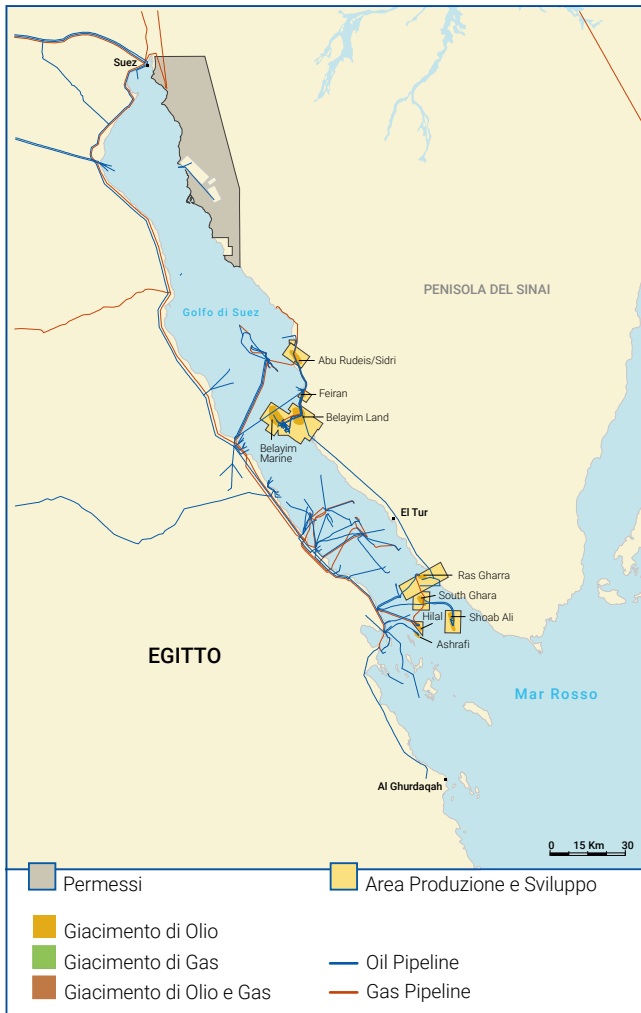 Suez
PENISOLA DEL SINAI
Golfo di Suez
Abu Rudeis/Sidri
Feiran
Belayim Land
Belayim
Marine
El Tur
Ras Gharra
South Ghara
Hilal
Shoab Ali
Ashrafi
EGITTO
Mar Rosso
Al Ghurdaqah
0 15 Km 30
Permessi
Area Produzione e Sviluppo
Giacimento di Olio
Giacimento di Gas
Oil Pipeline
Giacimento di Olio e Gas
Gas Pipeline